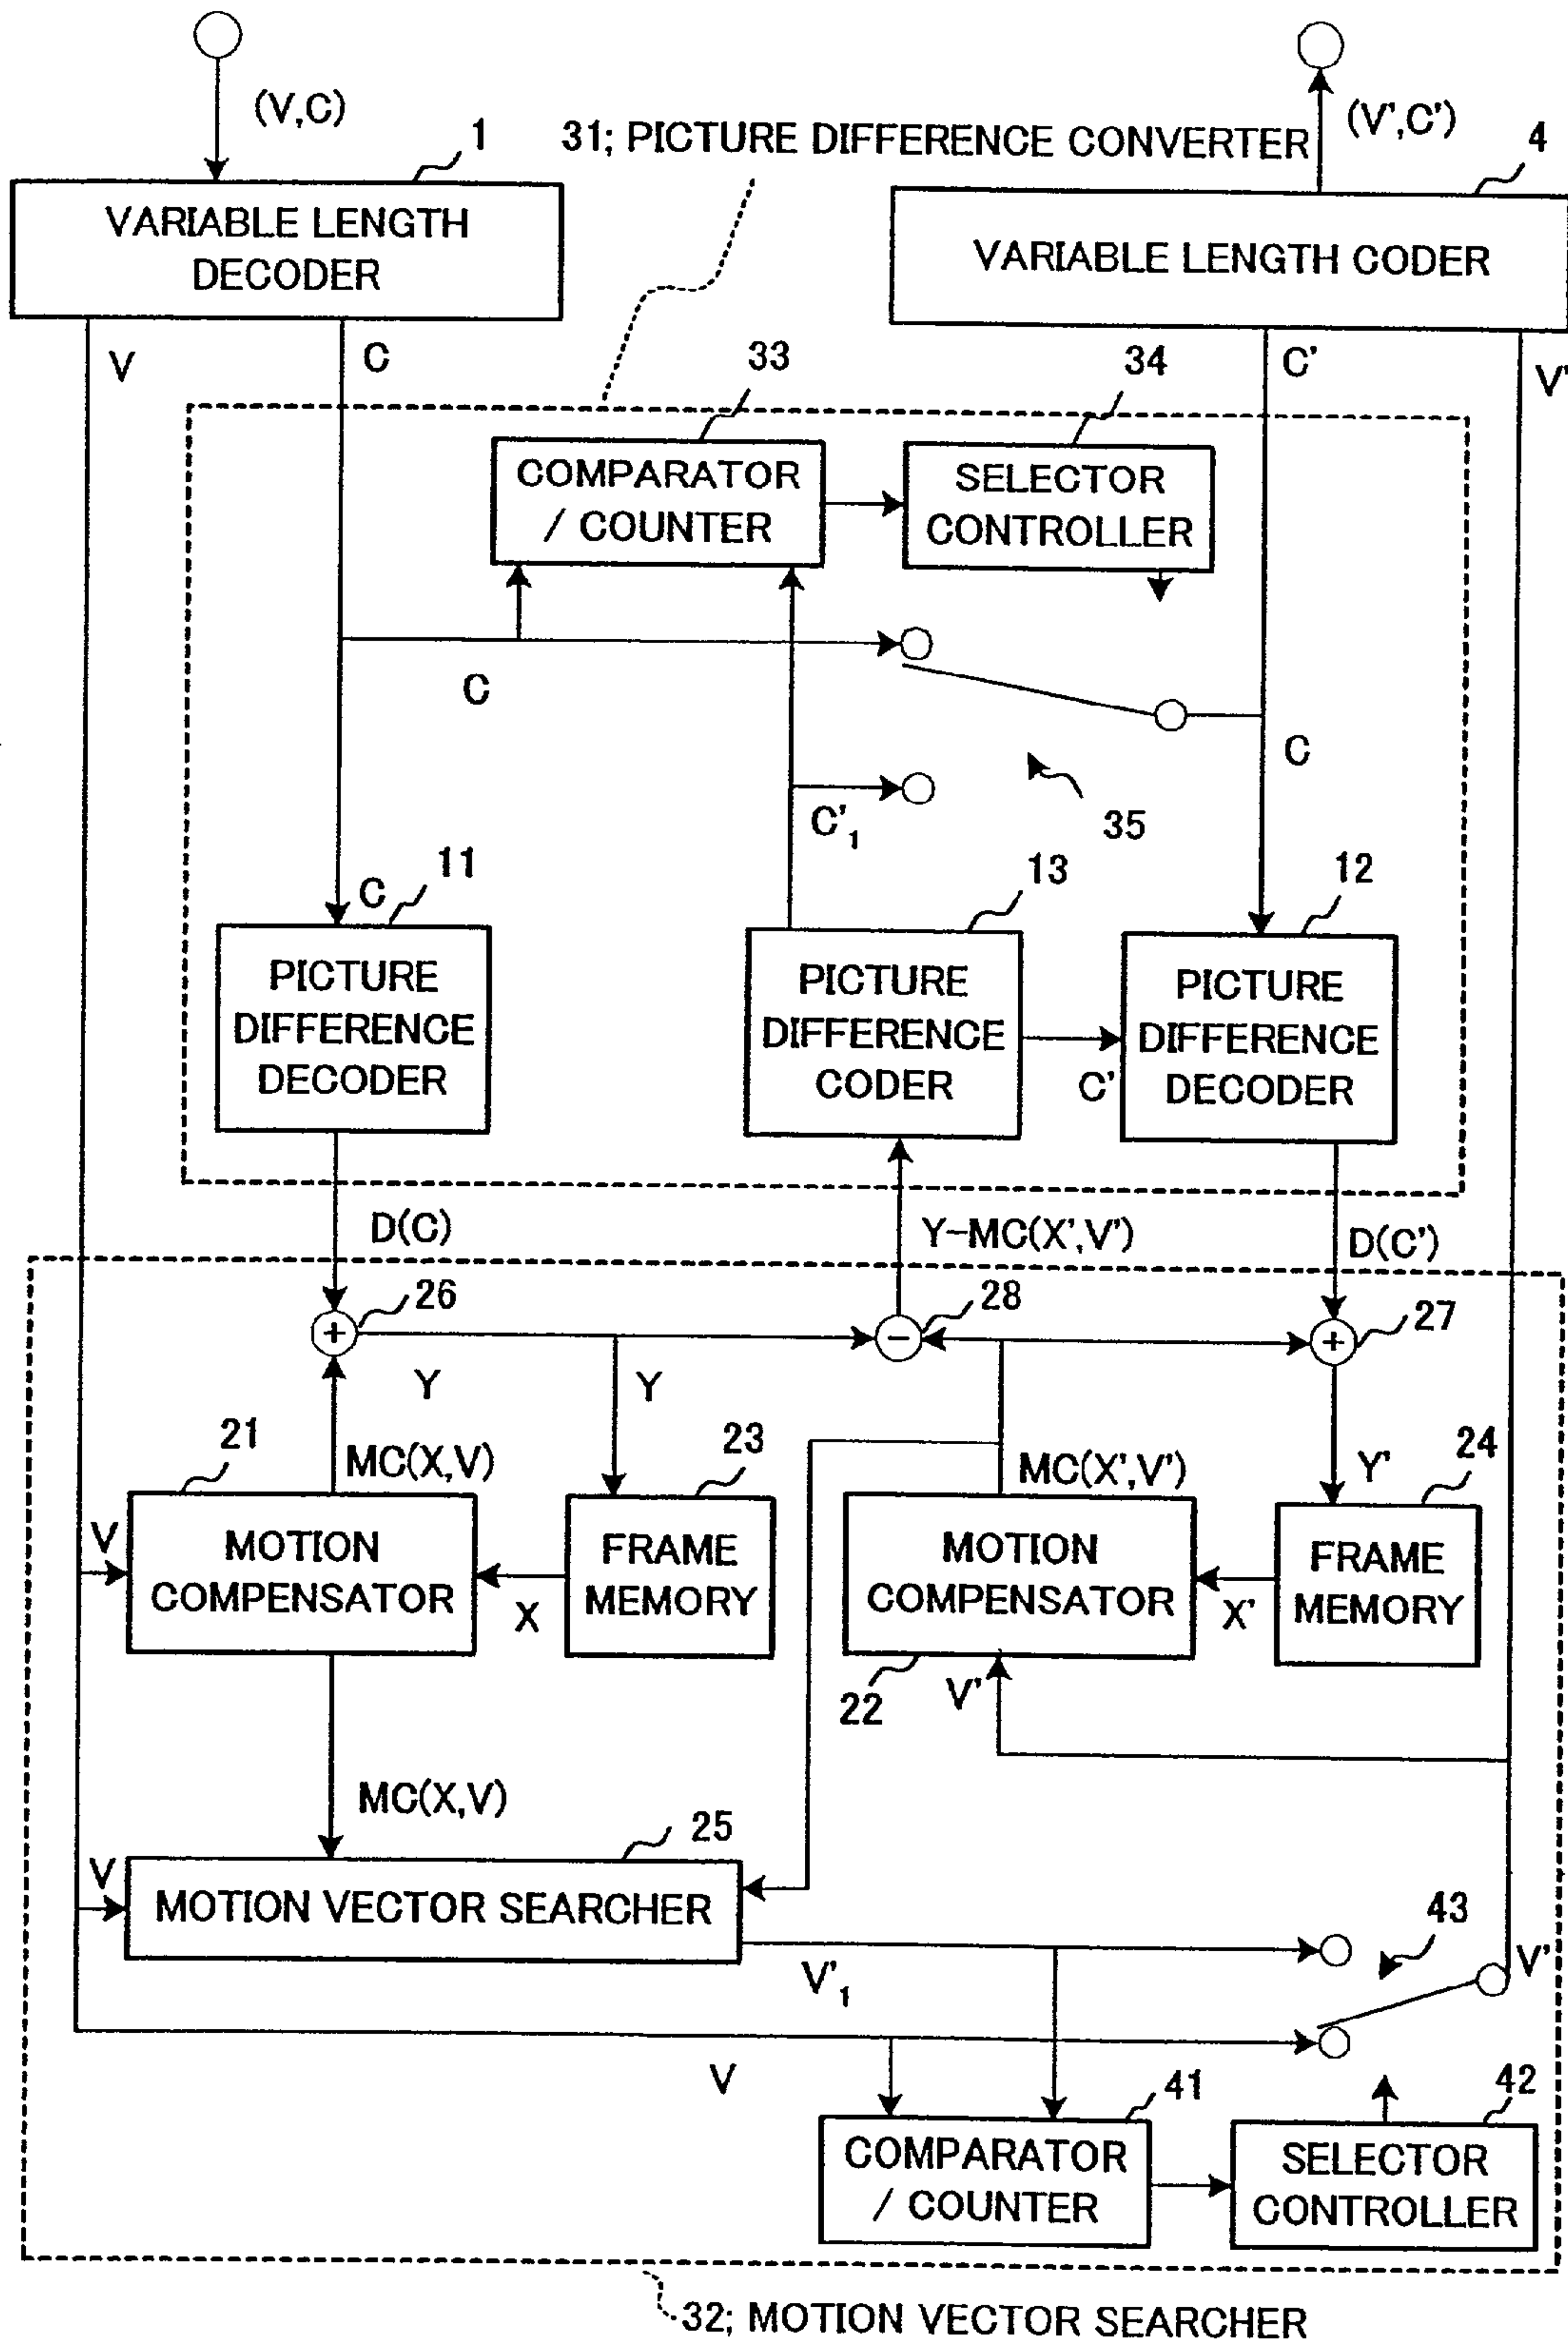 (V,C)
(V',C')
31; PICTURE DIFFERENCE CONVERTER
1
4
VARIABLE LENGTH
DECODER
VARIABLE LENGTH CODER
V
C
C'
V'
33
34
COMPARATOR
/ COUNTER
SELECTOR
CONTROLLER
C
C
C'1
35
C
11
13
12
PICTURE
DIFFERENCE
DECODER
PICTURE
DIFFERENCE
CODER
C'
PICTURE
DIFFERENCE
DECODER
D(C)
Y-MC(X',V')
D(C')
26
28
27
+
−
+
Y
Y
21
MC(X,V)
23
MC(X',V')
Y'
24
V
MOTION
COMPENSATOR
X
FRAME
MEMORY
MOTION
COMPENSATOR
X'
FRAME
MEMORY
22
V'
MC(X,V)
25
V
MOTION VECTOR SEARCHER
43
V'1
V'
V
41
42
COMPARATOR
/ COUNTER
SELECTOR
CONTROLLER
32; MOTION VECTOR SEARCHER